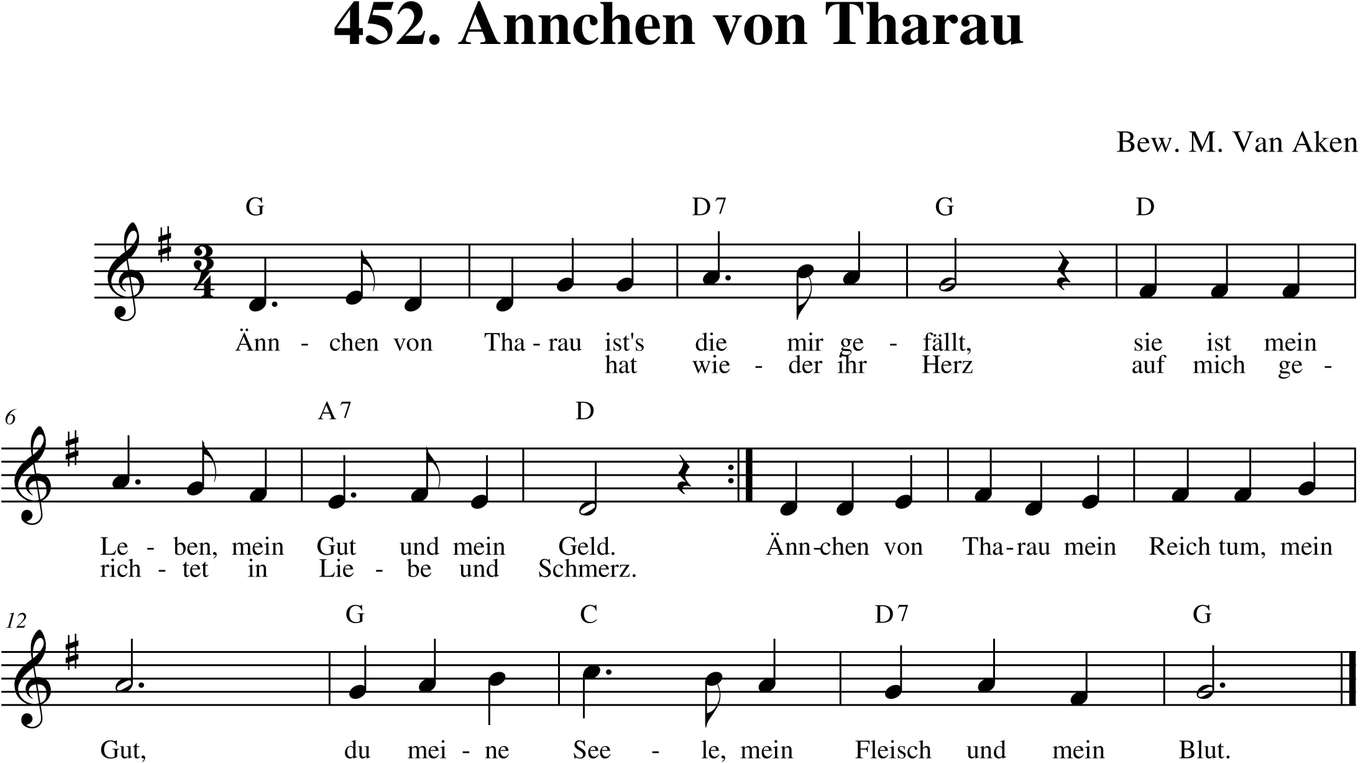 452. Annchen von Tharau
Bew. M. Van Aken
G D7 G D
3
4
Änn - chen von Tha - rau ist's die mir ge - fällt, sie ist mein
hat wie - der ihr Herz auf mich ge -
6 A7 D
Le - ben, mein Gut und mein Geld. Änn-chen von Tha-rau mein Reich tum, mein
rich - tet in Lie - be und Schmerz.
12 G C D7 G
Gut, du mei - ne See - le, mein Fleisch und mein Blut.